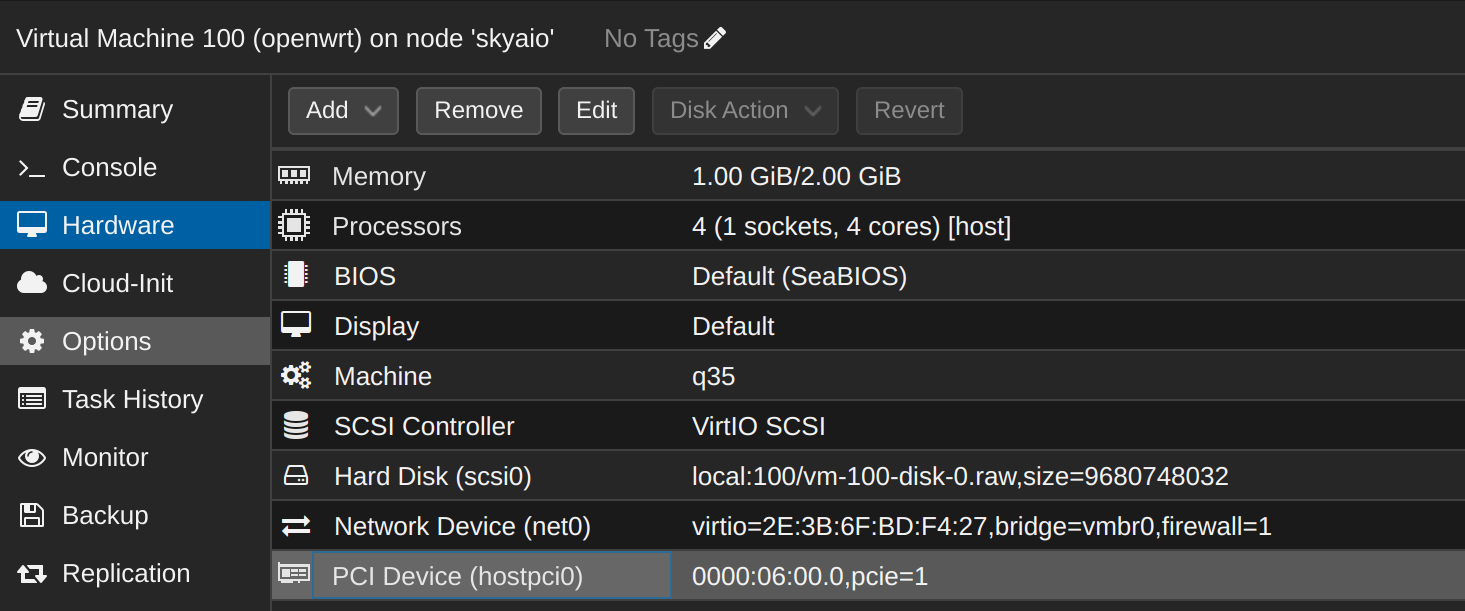 Virtual Machine 100 (openwrt) on node 'skyaio' No Tags
Summary
Console
Hardware
Cloud-Init
Options
Task History
Monitor
Backup
Replication
Add Remove Edit Disk Action Revert
Memory 1.00 GiB/2.00 GiB
Processors 4 (1 sockets, 4 cores) [host]
BIOS Default (SeaBIOS)
Display Default
Machine q35
SCSI Controller VirtIO SCSI
Hard Disk (scsi0) local:100/vm-100-disk-0.raw,size=9680748032
Network Device (net0) virtio=2E:3B:6F:BD:F4:27,bridge=vmbr0,firewall=1
PCI Device (hostpci0) 0000:06:00.0,pcie=1